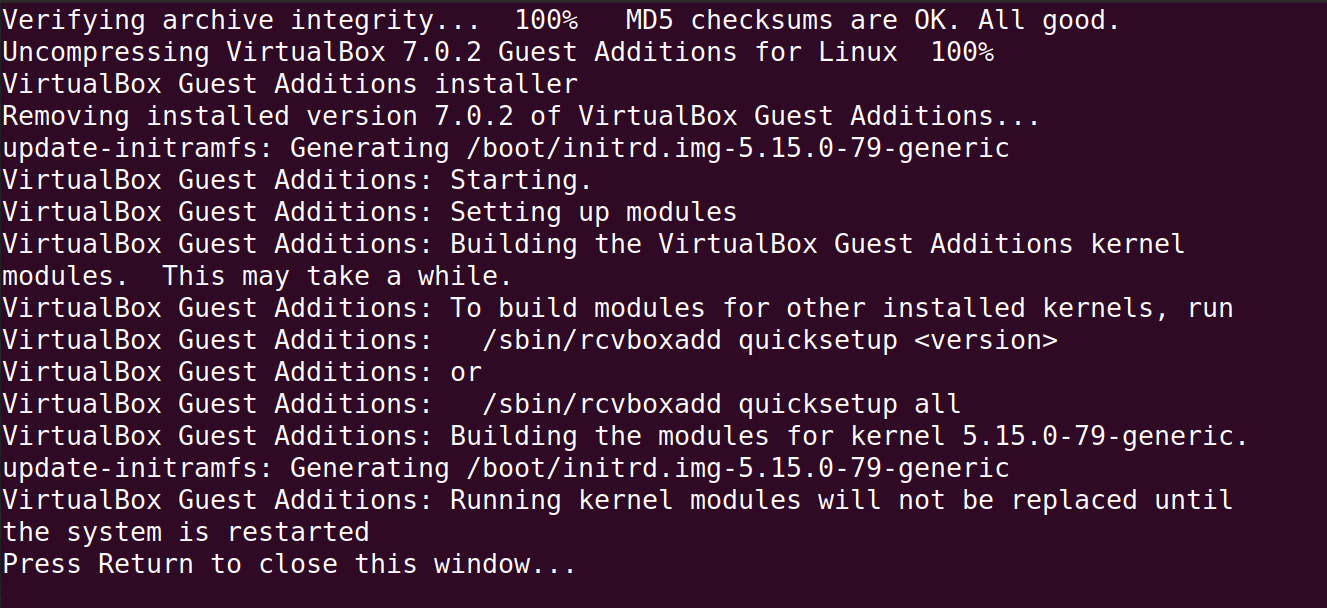 Verifying archive integrity...  100%   MD5 checksums are OK. All good.
Uncompressing VirtualBox 7.0.2 Guest Additions for Linux  100%
VirtualBox Guest Additions installer
Removing installed version 7.0.2 of VirtualBox Guest Additions...
update-initramfs: Generating /boot/initrd.img-5.15.0-79-generic
VirtualBox Guest Additions: Starting.
VirtualBox Guest Additions: Setting up modules
VirtualBox Guest Additions: Building the VirtualBox Guest Additions kernel
modules.  This may take a while.
VirtualBox Guest Additions: To build modules for other installed kernels, run
VirtualBox Guest Additions:   /sbin/rcvboxadd quicksetup <version>
VirtualBox Guest Additions: or
VirtualBox Guest Additions:   /sbin/rcvboxadd quicksetup all
VirtualBox Guest Additions: Building the modules for kernel 5.15.0-79-generic.
update-initramfs: Generating /boot/initrd.img-5.15.0-79-generic
VirtualBox Guest Additions: Running kernel modules will not be replaced until
the system is restarted
Press Return to close this window...